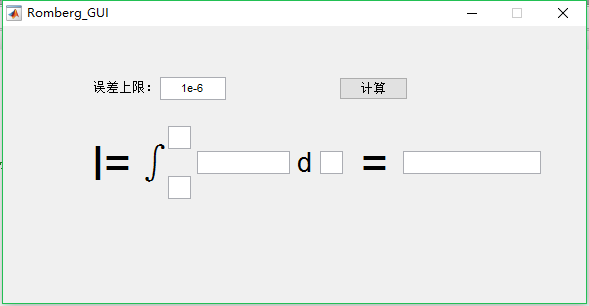 Romberg_GUI
误差上限： 1e-6 计算
I= ∫ d =